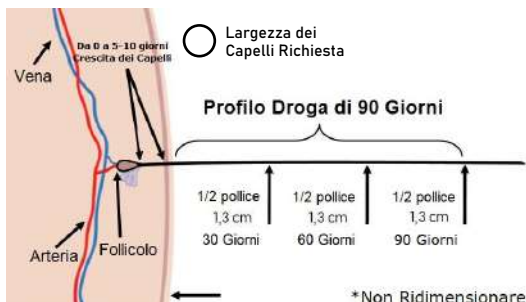 Largezza dei
Capelli Richiesta
Da 0 a 5-10 giorni
Crescita dei Capelli
Vena
Profilo Droga di 90 Giorni
1/2 pollice
1,3 cm
30 Giorni
1/2 pollice
1,3 cm
60 Giorni
1/2 pollice
1,3 cm
90 Giorni
Arteria
Follicolo
*Non Ridimensionare